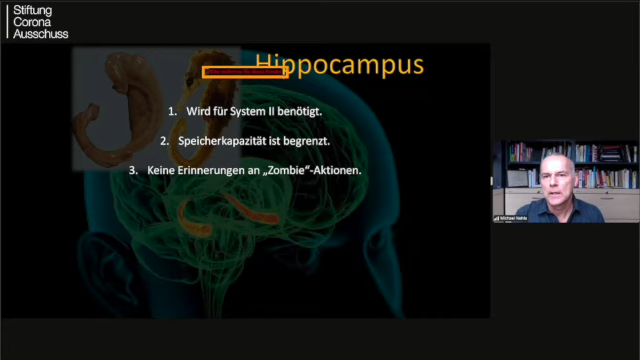 Stiftung
Corona
Ausschuss
Hippocampus
1. Wird für System II benötigt.
2. Speicherkapazität ist begrenzt.
3. Keine Erinnerungen an „Zombie“-Aktionen.
Michael Nehls